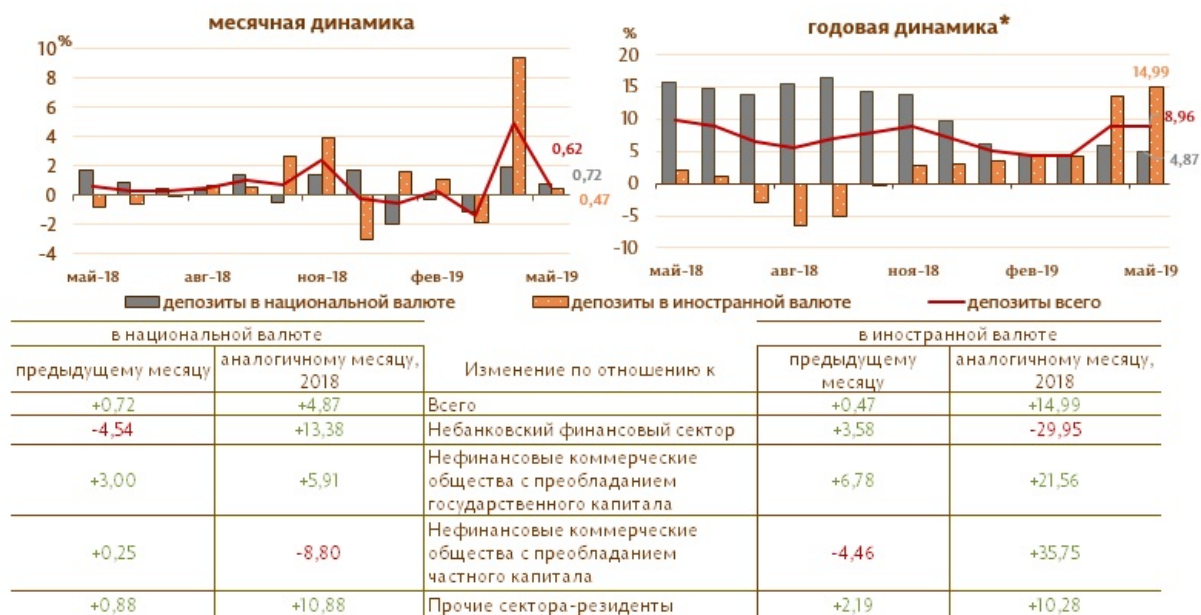 месячная динамика
%
10
8
6
4
2
0
-2
-4
0,62
0,72
0,47
май-18 авг-18 ноя-18 фев-19 май-19
годовая динамика*
%
20
15
10
5
0
-5
-10
14,99
8,96
4,87
май-18 авг-18 ноя-18 фев-19 май-19
депозиты в национальной валюте депозиты в иностранной валюте депозиты всего
в национальной валюте в иностранной валюте
предыдущему месяцу аналогичному месяцу, 2018 Изменение по отношению к предыдущему месяцу аналогичному месяцу, 2018
+0,72 +4,87 Всего +0,47 +14,99
-4,54 +13,38 Небанковский финансовый сектор +3,58 -29,95
+3,00 +5,91 Нефинансовые коммерческие общества с преобладанием государственного капитала +6,78 +21,56
+0,25 -8,80 Нефинансовые коммерческие общества с преобладанием частного капитала -4,46 +35,75
+0,88 +10,88 Прочие сектора-резиденты +2,19 +10,28